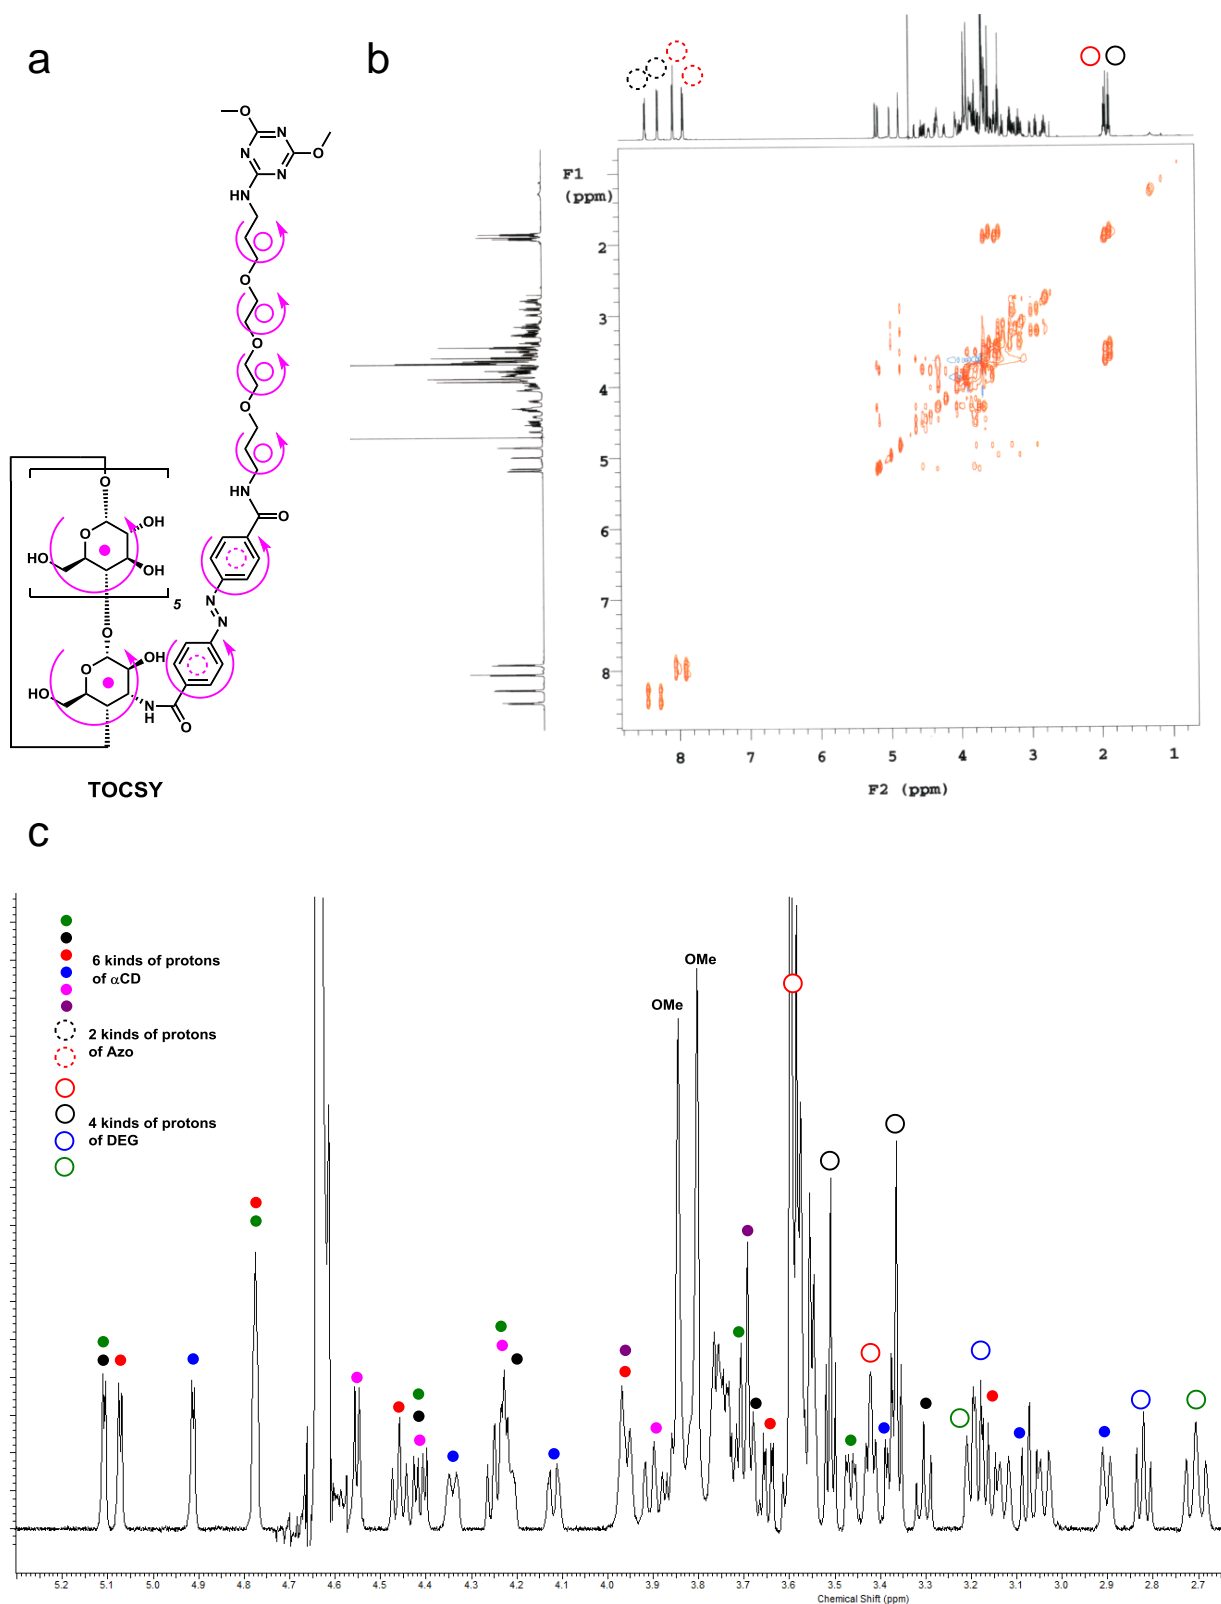 a
b
O
N
N
O
N
HN
O
O
O
HN
O
N
N
O
O
OH
HO
OH
5
O
O
OH
HO
N
H
O
TOCSY
F1
(ppm)
2
3
4
5
6
7
8
8 7 6 5 4 3 2 1
F2 (ppm)
c
6 kinds of protons
of αCD
2 kinds of protons
of Azo
4 kinds of protons
of DEG
OMe
OMe
5.2 5.1 5.0 4.9 4.8 4.7 4.6 4.5 4.4 4.3 4.2 4.1 4.0 3.9 3.8 3.7 3.6 3.5 3.4 3.3 3.2 3.1 3.0 2.9 2.8 2.7
Chemical Shift (ppm)